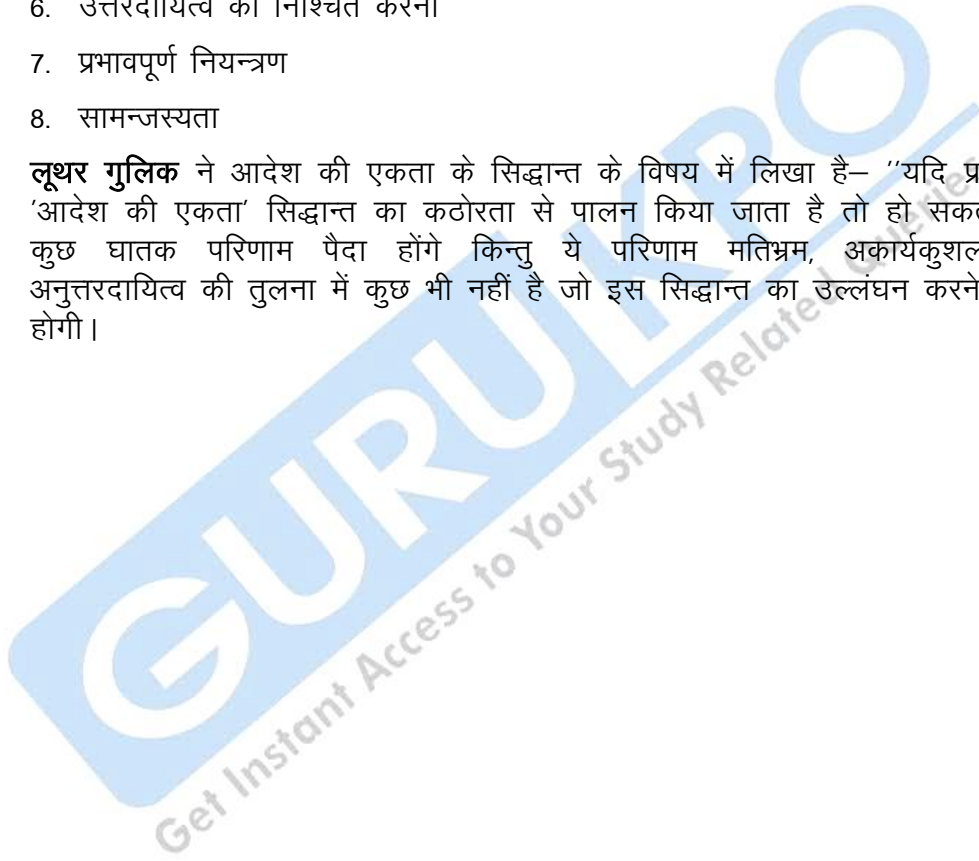 6. उत्तरदायित्व को निश्चित करना
7. प्रभावपूर्ण नियन्त्रण
8. सामन्जस्यता
लूथर गुलिक ने आदेश की एकता के सिद्धान्त के विषय में लिखा है– ''यदि प्र
'आदेश की एकता' सिद्धान्त का कठोरता से पालन किया जाता है तो हो सकत
कुछ घातक परिणाम पैदा होंगे किन्तु ये परिणाम मतिभ्रम, अकार्यकुशल
अनुत्तरदायित्व की तुलना में कुछ भी नहीं है जो इस सिद्धान्त का उल्लंघन करने
होगी।
GURUKPO
Get Instant Access to Your Study Related Queries